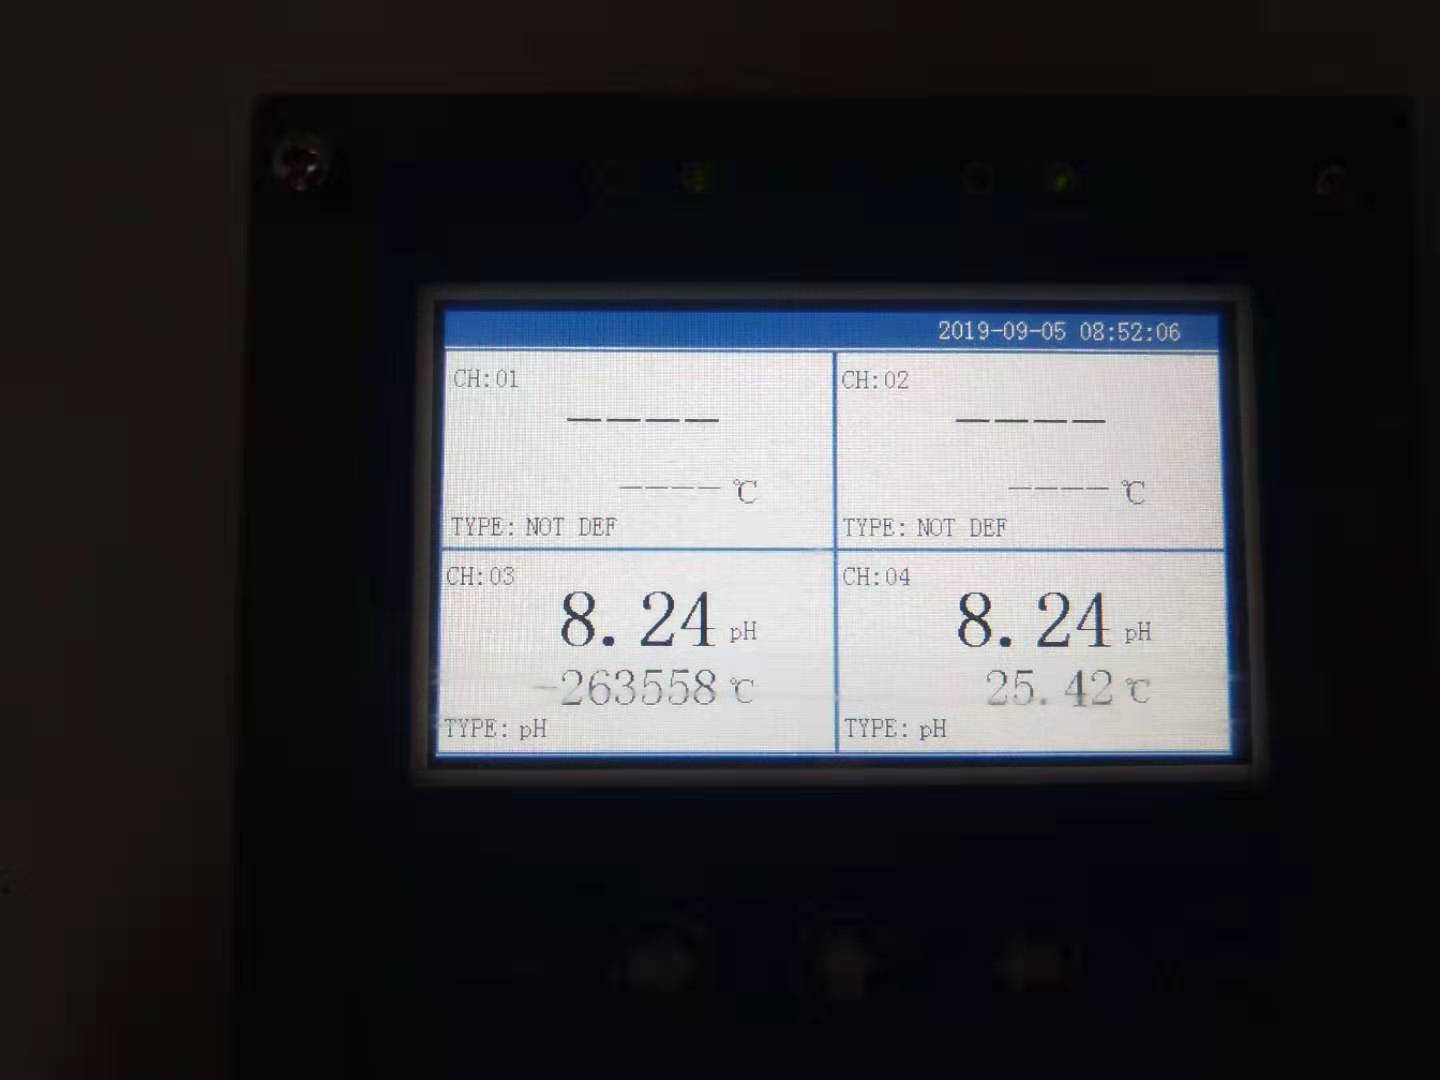 2019-09-05 08:52:06
CH:01
----
----℃
TYPE: NOT DEF
CH:02
----
----℃
TYPE: NOT DEF
CH:03
8.24 pH
-263558℃
TYPE: pH
CH:04
8.24 pH
25.42℃
TYPE: pH